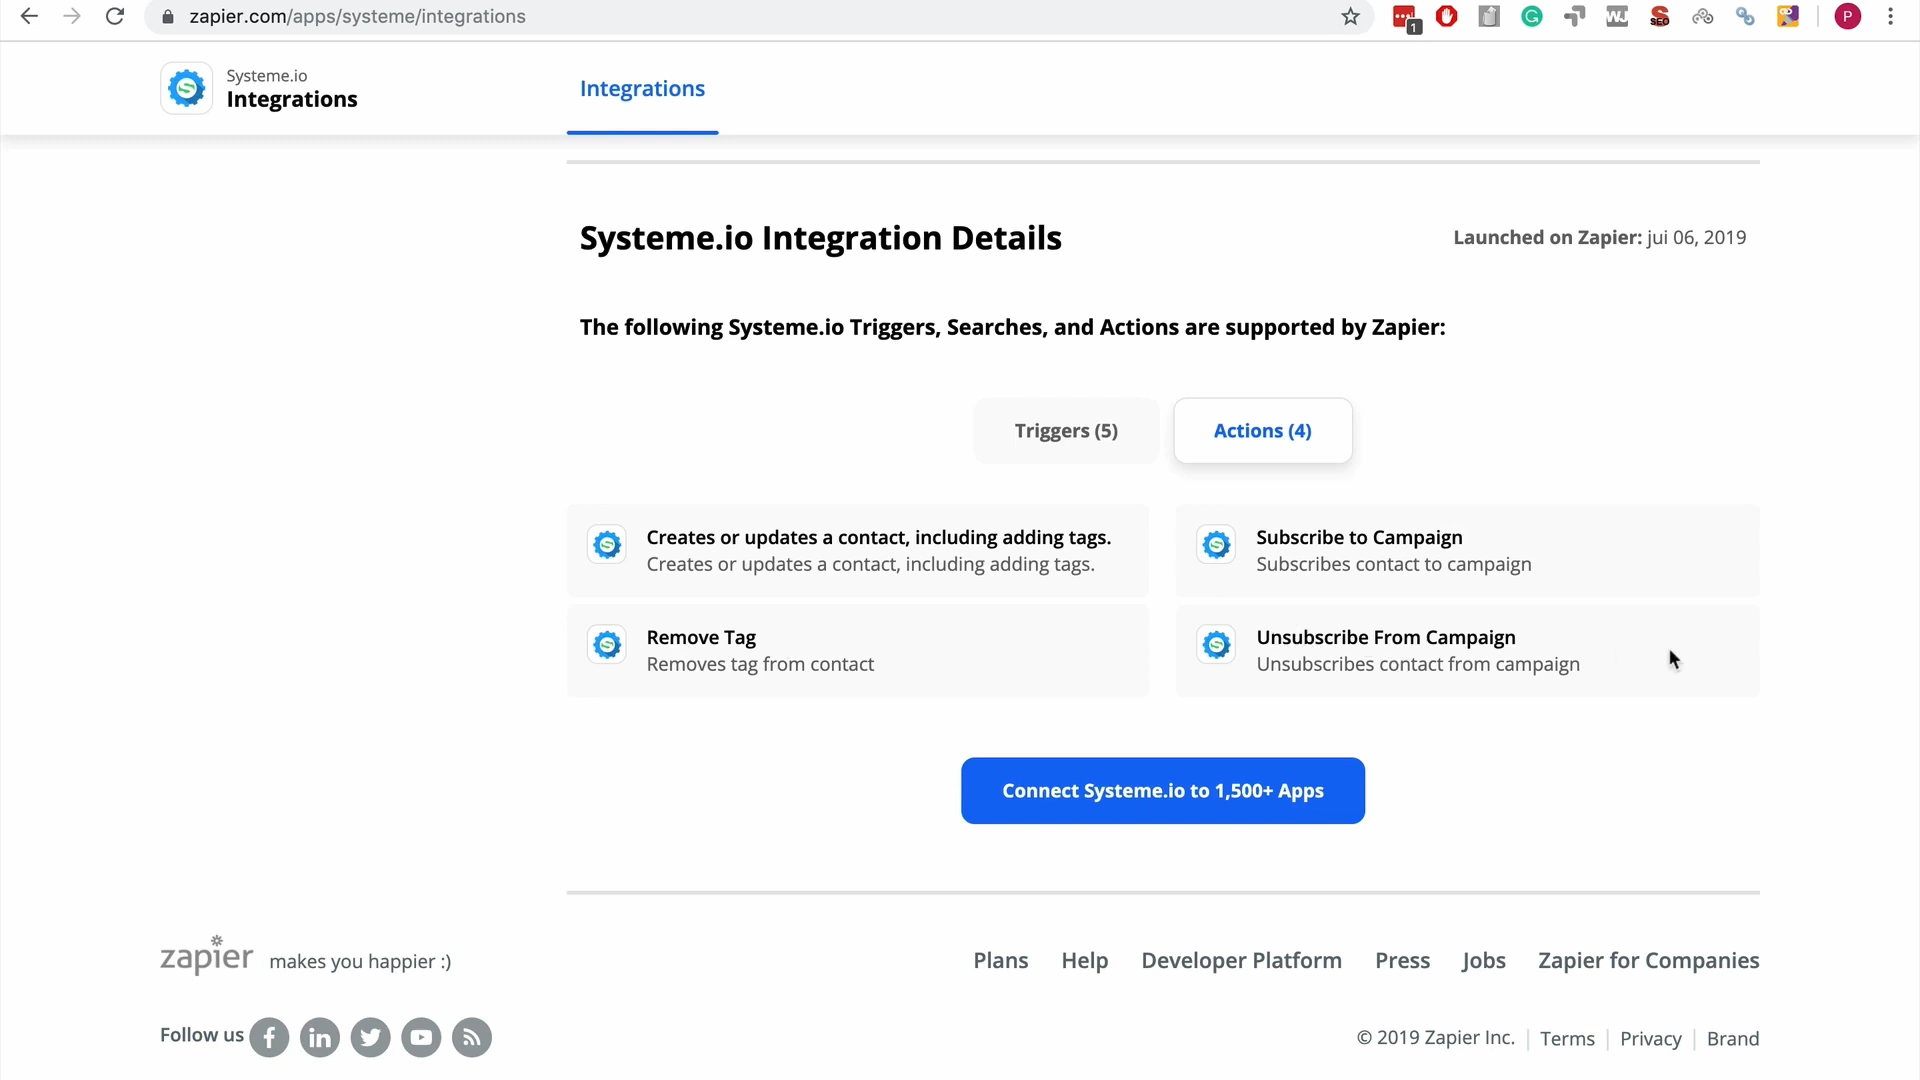 zapier.com/apps/systeme/integrations
1
WJ
SEO
P
Systeme.io
Integrations
Integrations
Systeme.io Integration Details
Launched on Zapier: jui 06, 2019
The following Systeme.io Triggers, Searches, and Actions are supported by Zapier:
Triggers (5)
Actions (4)
Creates or updates a contact, including adding tags.
Creates or updates a contact, including adding tags.
Subscribe to Campaign
Subscribes contact to campaign
Remove Tag
Removes tag from contact
Unsubscribe From Campaign
Unsubscribes contact from campaign
Connect Systeme.io to 1,500+ Apps
zapier makes you happier :)
Plans Help Developer Platform Press Jobs Zapier for Companies
Follow us
© 2019 Zapier Inc. Terms Privacy Brand